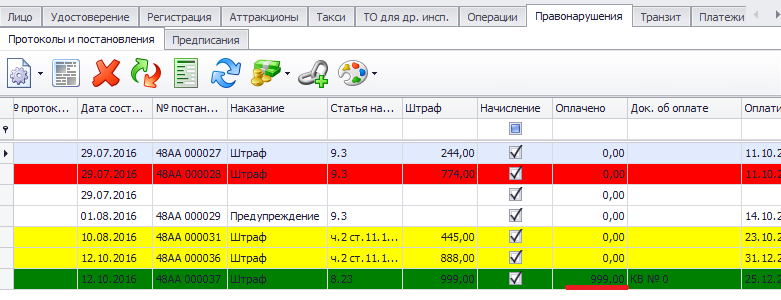 Лицо Удостоверение Регистрация Аттракционы Такси ТО для др. инсп. Операции Правонарушения Транзит Платежи
Протоколы и постановления Предписания
№ проток... Дата сост... № постан... Наказание Статья на... Штраф Начисление Оплачено Док. об оплате Оплати
29.07.2016 48АА 000027 Штраф 9.3 244,00 0,00 11.10.2
29.07.2016 48АА 000028 Штраф 9.3 774,00 0,00 11.10.2
29.07.2016 0,00
01.08.2016 48АА 000029 Предупреждение 9.3 0,00 14.10.2
10.08.2016 48АА 000031 Штраф ч.2 ст.11.1... 445,00 0,00 23.10.2
12.10.2016 48АА 000036 Штраф ч.2 ст.11.1... 888,00 0,00 31.12.2
12.10.2016 48АА 000037 Штраф 8.23 999,00 999,00 КВ № 0 25.12.2